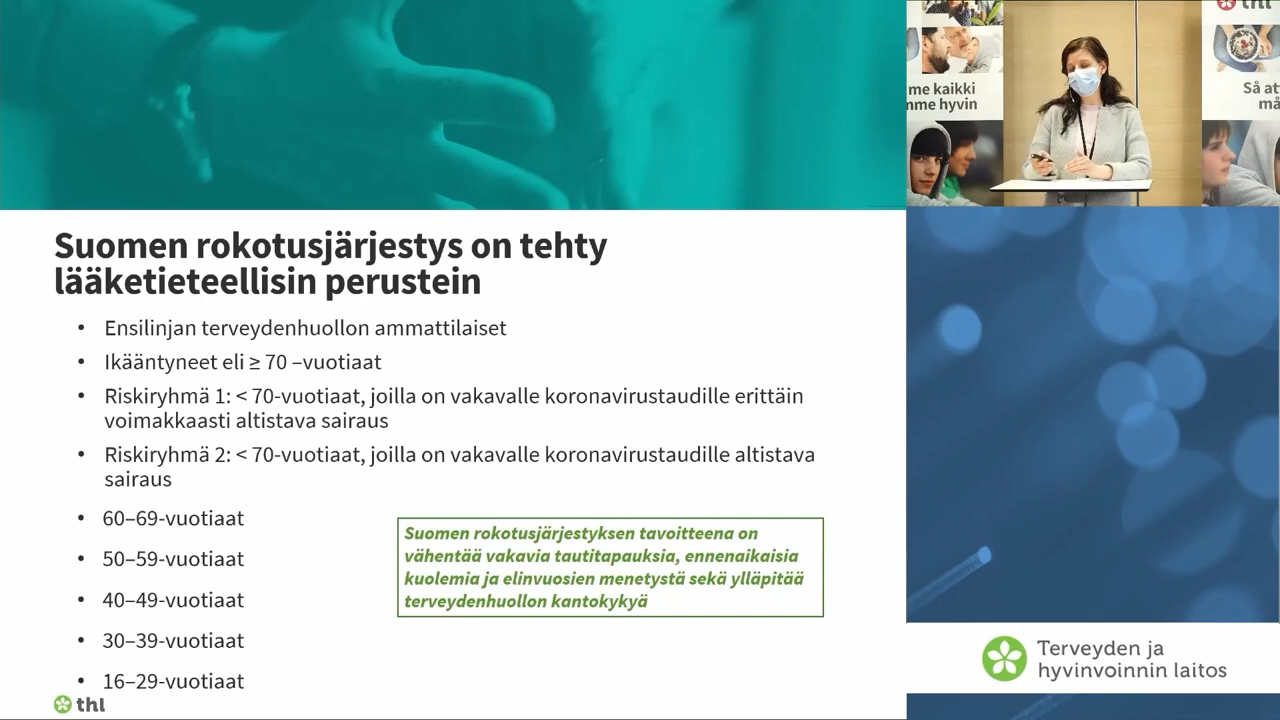 Suomen rokotusjärjestys on tehty
lääketieteellisin perustein
• Ensilinjan terveydenhuollon ammattilaiset
• Ikääntyneet eli ≥ 70 –vuotiaat
• Riskiryhmä 1: < 70-vuotiaat, joilla on vakavalle koronavirustaudille erittäin
voimakkaasti altistava sairaus
• Riskiryhmä 2: < 70-vuotiaat, joilla on vakavalle koronavirustaudille altistava
sairaus
• 60–69-vuotiaat
• 50–59-vuotiaat
• 40–49-vuotiaat
• 30–39-vuotiaat
• 16–29-vuotiaat
Suomen rokotusjärjestyksen tavoitteena on
vähentää vakavia tautitapauksia, ennenaikaisia
kuolemia ja elinvuosien menetystä sekä ylläpitää
terveydenhuollon kantokykyä
thl
thl
me kaikki
mme hyvin
Så at
må
Terveyden ja
hyvinvoinnin laitos